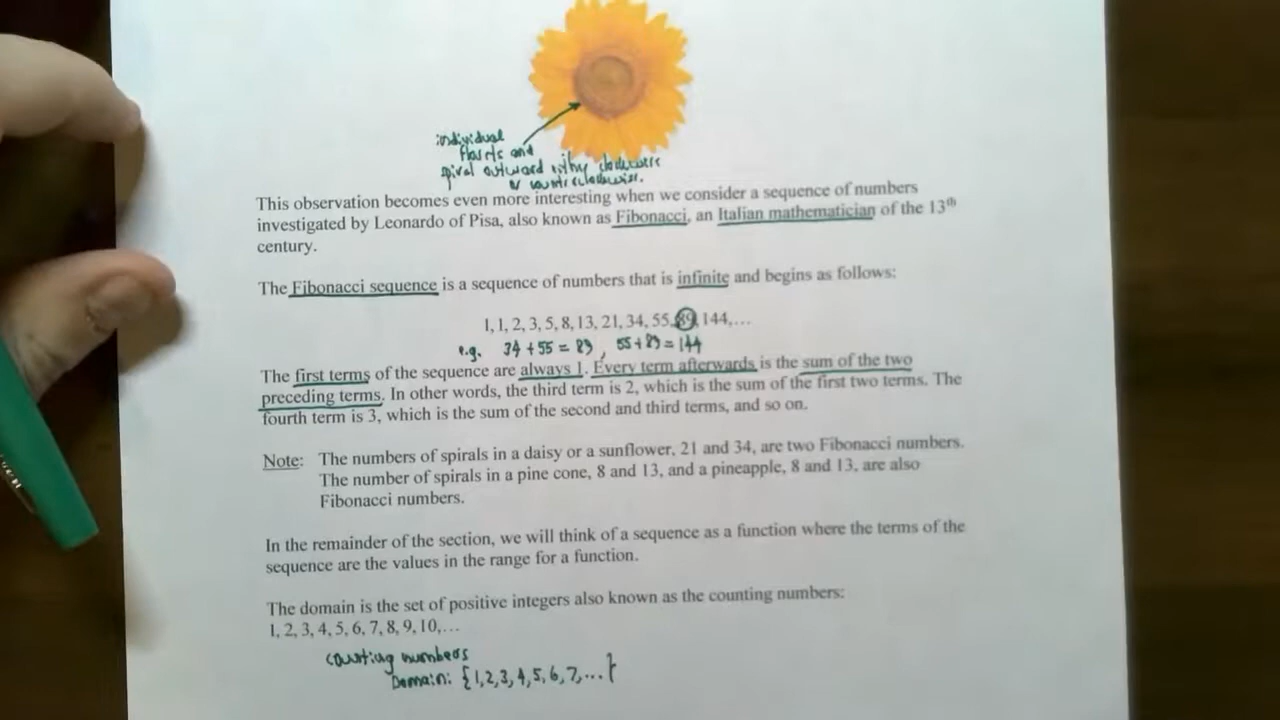 individual
florets and
spiral outward clockwise
or
This observation becomes even more interesting when we consider a sequence of numbers
investigated by Leonardo of Pisa, also known as Fibonacci, an Italian mathematician of the 13th
century.
The Fibonacci sequence is a sequence of numbers that is infinite and begins as follows:
1, 1, 2, 3, 5, 8, 13, 21, 34, 55, 89, 144,…
e.g. 34 + 55 = 89, 55 + 89 = 144
The first terms of the sequence are always 1. Every term afterwards is the sum of the two
preceding terms. In other words, the third term is 2, which is the sum of the first two terms. The
fourth term is 3, which is the sum of the second and third terms, and so on.
Note: The numbers of spirals in a daisy or a sunflower, 21 and 34, are two Fibonacci numbers.
The number of spirals in a pine cone, 8 and 13, and a pineapple, 8 and 13, are also
Fibonacci numbers.
In the remainder of the section, we will think of a sequence as a function where the terms of the
sequence are the values in the range for a function.
The domain is the set of positive integers also known as the counting numbers:
1, 2, 3, 4, 5, 6, 7, 8, 9, 10,…
counting numbers
Domain: {1,2,3,4,5,6,7,...}